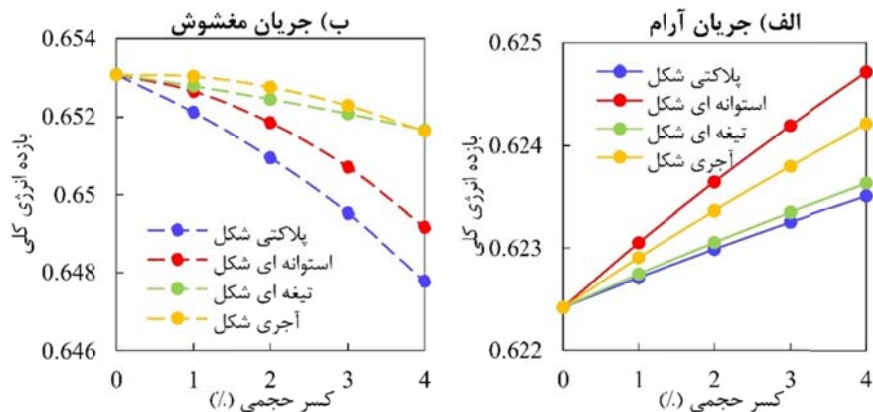 الف) جریان آرام
0.625
0.624
0.623
0.622
بازده انرژی کلی
پلاکتی شکل
استوانه ای شکل
تیغه ای شکل
آجری شکل
0 1 2 3 4
کسر حجمی (٪)
ب) جریان مغشوش
0.654
0.652
0.65
0.648
0.646
بازده انرژی کلی
پلاکتی شکل
استوانه ای شکل
تیغه ای شکل
آجری شکل
0 1 2 3 4
کسر حجمی (٪)